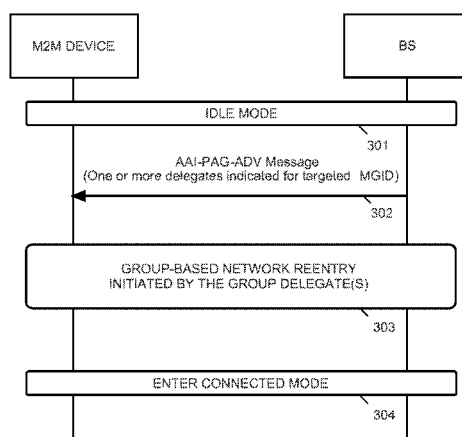 M2M DEVICE
BS
IDLE MODE
301
AAI-PAG-ADV Message
(One or more delegates indicated for targeted MGID)
302
GROUP-BASED NETWORK REENTRY
INITIATED BY THE GROUP DELEGATE(S)
303
ENTER CONNECTED MODE
304